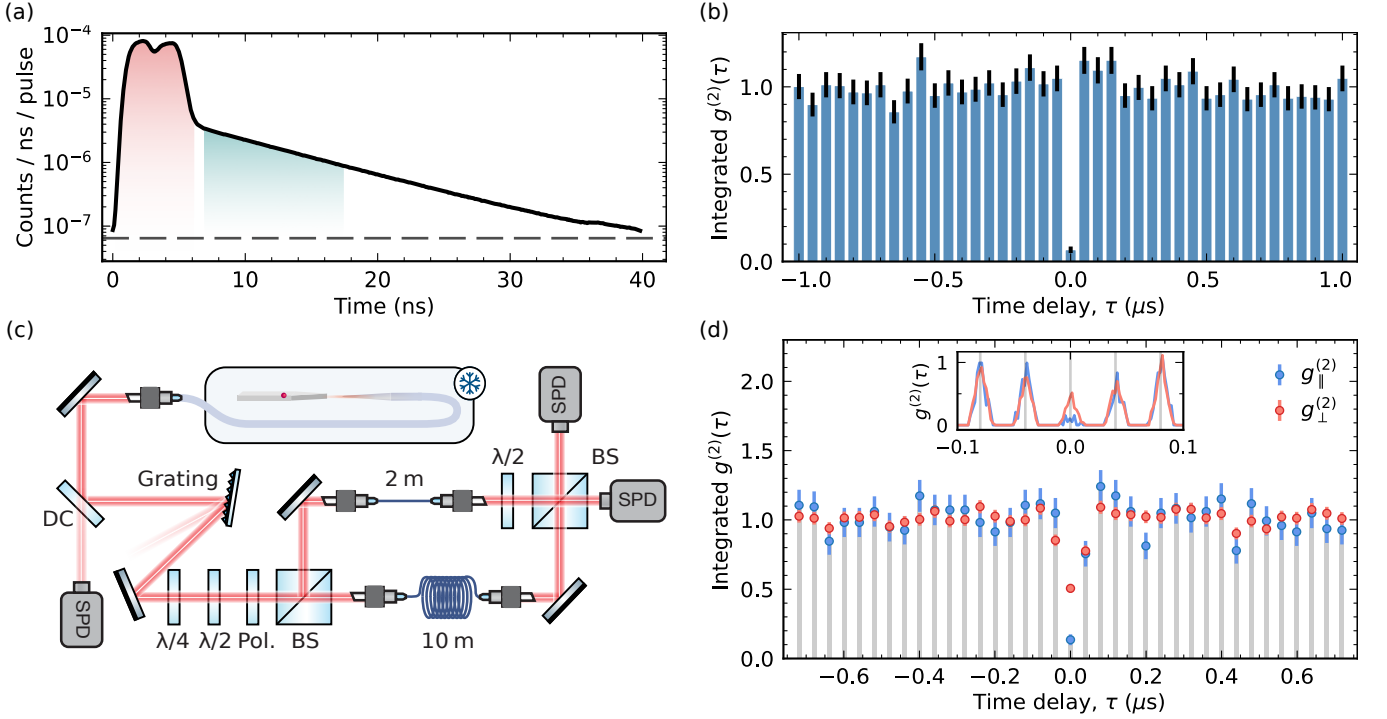 (a)
Counts / ns / pulse
10⁻⁴
10⁻⁵
10⁻⁶
10⁻⁷
0 10 20 30 40
Time (ns)
(b)
Integrated g⁽²⁾(τ)
1.0
0.5
0.0
−1.0 −0.5 0.0 0.5 1.0
Time delay, τ (μs)
(c)
SPD
Grating
2 m
λ/2
BS
SPD
DC
SPD
λ/4 λ/2 Pol. BS
10 m
(d)
Integrated g⁽²⁾(τ)
2.0
1.5
1.0
0.5
0.0
g⁽²⁾(τ)
1
0
−0.1 0.0 0.1
g∥⁽²⁾
g⊥⁽²⁾
−0.6 −0.4 −0.2 0.0 0.2 0.4 0.6
Time delay, τ (μs)